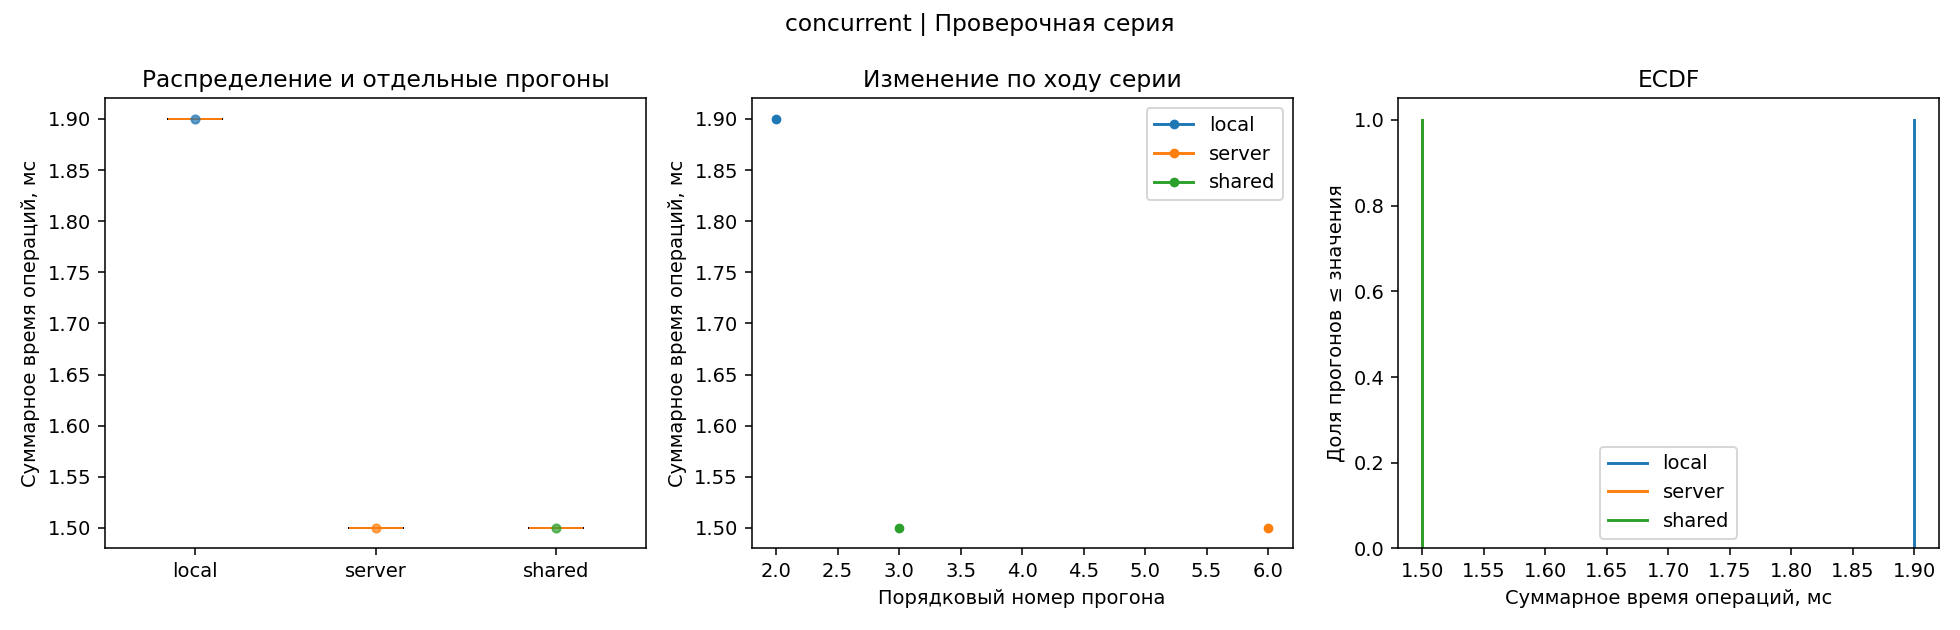 concurrent | Проверочная серия
Распределение и отдельные прогоны
Суммарное время операций, мс
1.90
1.85
1.80
1.75
1.70
1.65
1.60
1.55
1.50
local
server
shared
Изменение по ходу серии
Суммарное время операций, мс
1.90
1.85
1.80
1.75
1.70
1.65
1.60
1.55
1.50
local
server
shared
2.0
2.5
3.0
3.5
4.0
4.5
5.0
5.5
6.0
Порядковый номер прогона
ECDF
Доля прогонов ≤ значения
1.0
0.8
0.6
0.4
0.2
0.0
local
server
shared
1.50
1.55
1.60
1.65
1.70
1.75
1.80
1.85
1.90
Суммарное время операций, мс